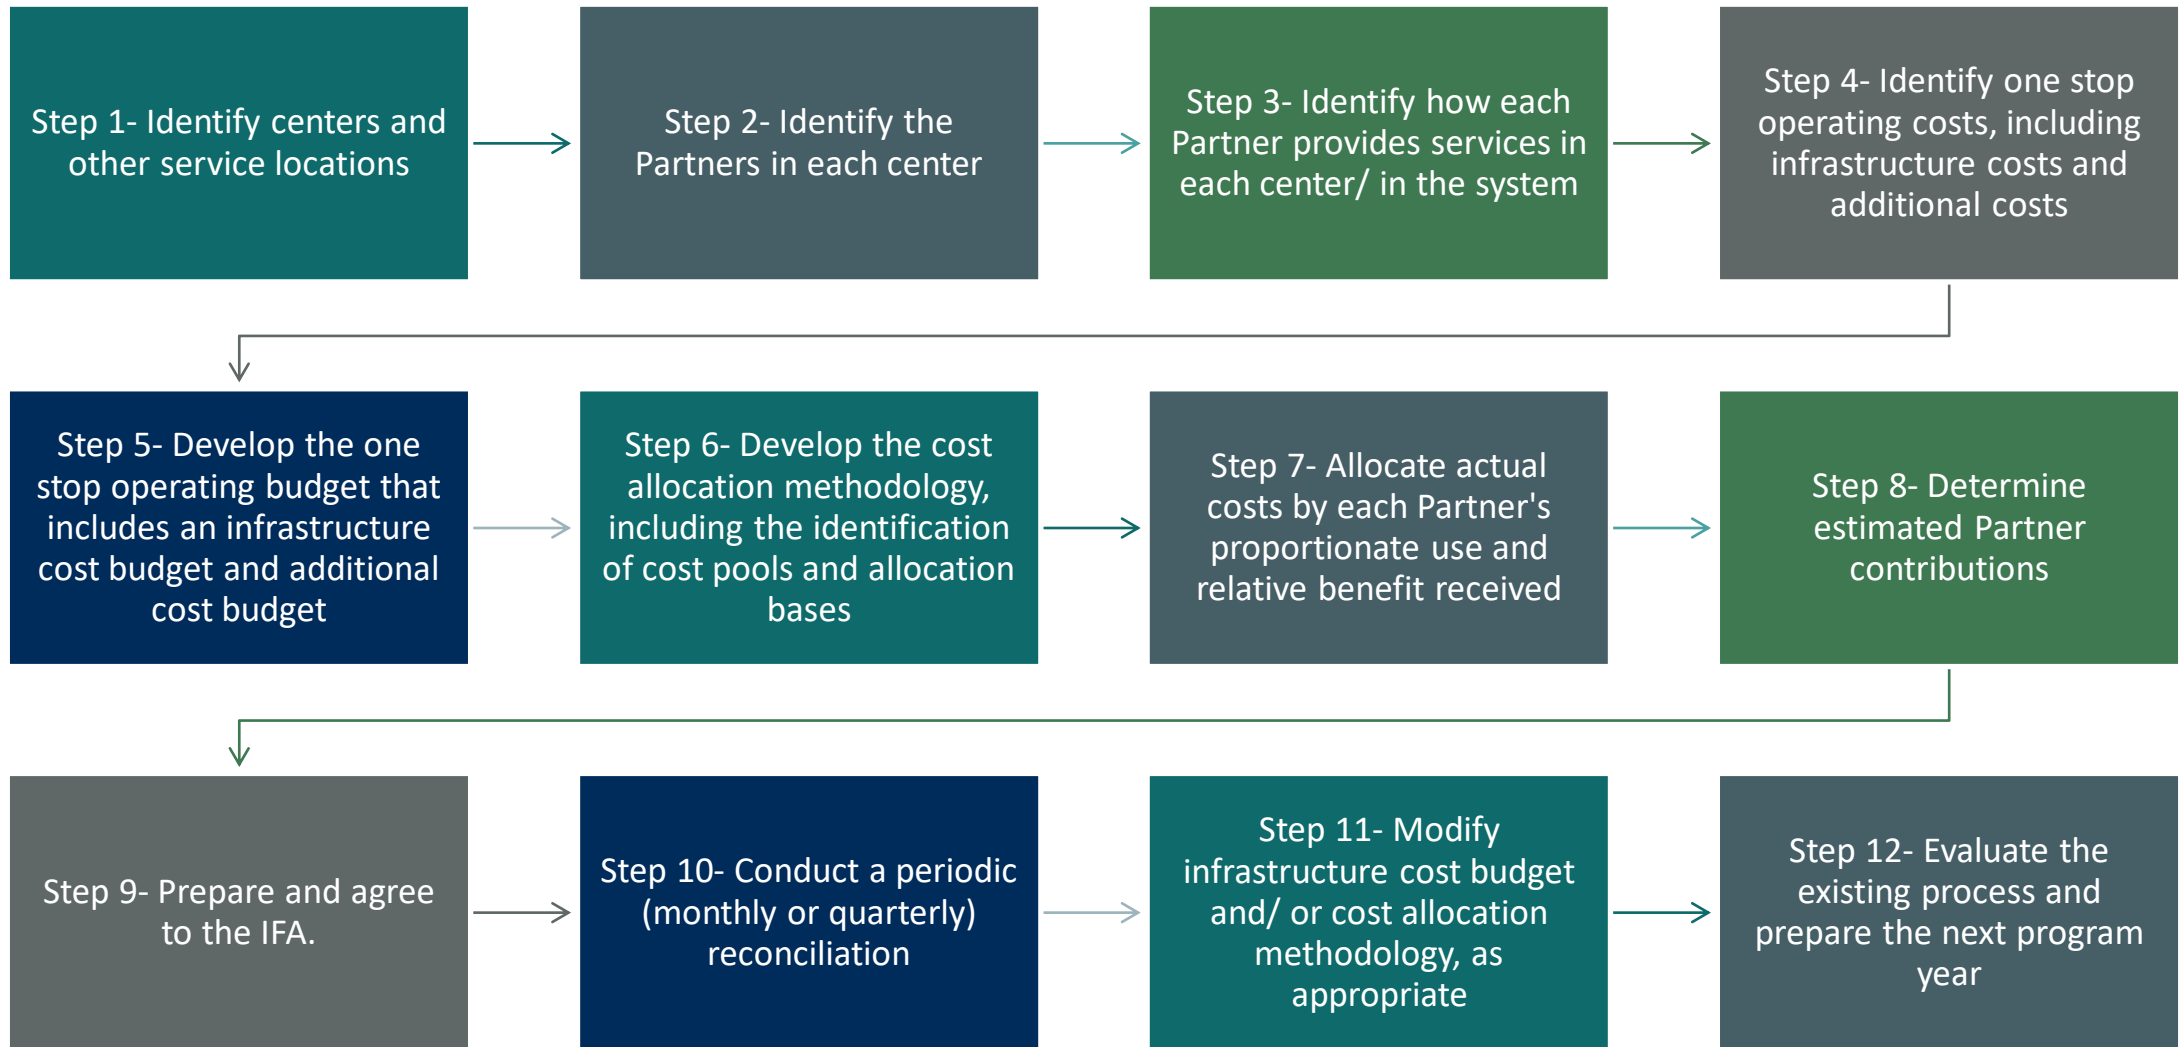 Step 1- Identify centers and
other service locations
Step 2- Identify the
Partners in each center
Step 3- Identify how each
Partner provides services in
each center/ in the system
Step 4- Identify one stop
operating costs, including
infrastructure costs and
additional costs
Step 5- Develop the one
stop operating budget that
includes an infrastructure
cost budget and additional
cost budget
Step 6- Develop the cost
allocation methodology,
including the identification
of cost pools and allocation
bases
Step 7- Allocate actual
costs by each Partner's
proportionate use and
relative benefit received
Step 8- Determine
estimated Partner
contributions
Step 9- Prepare and agree
to the IFA.
Step 10- Conduct a periodic
(monthly or quarterly)
reconciliation
Step 11- Modify
infrastructure cost budget
and/ or cost allocation
methodology, as
appropriate
Step 12- Evaluate the
existing process and
prepare the next program
year